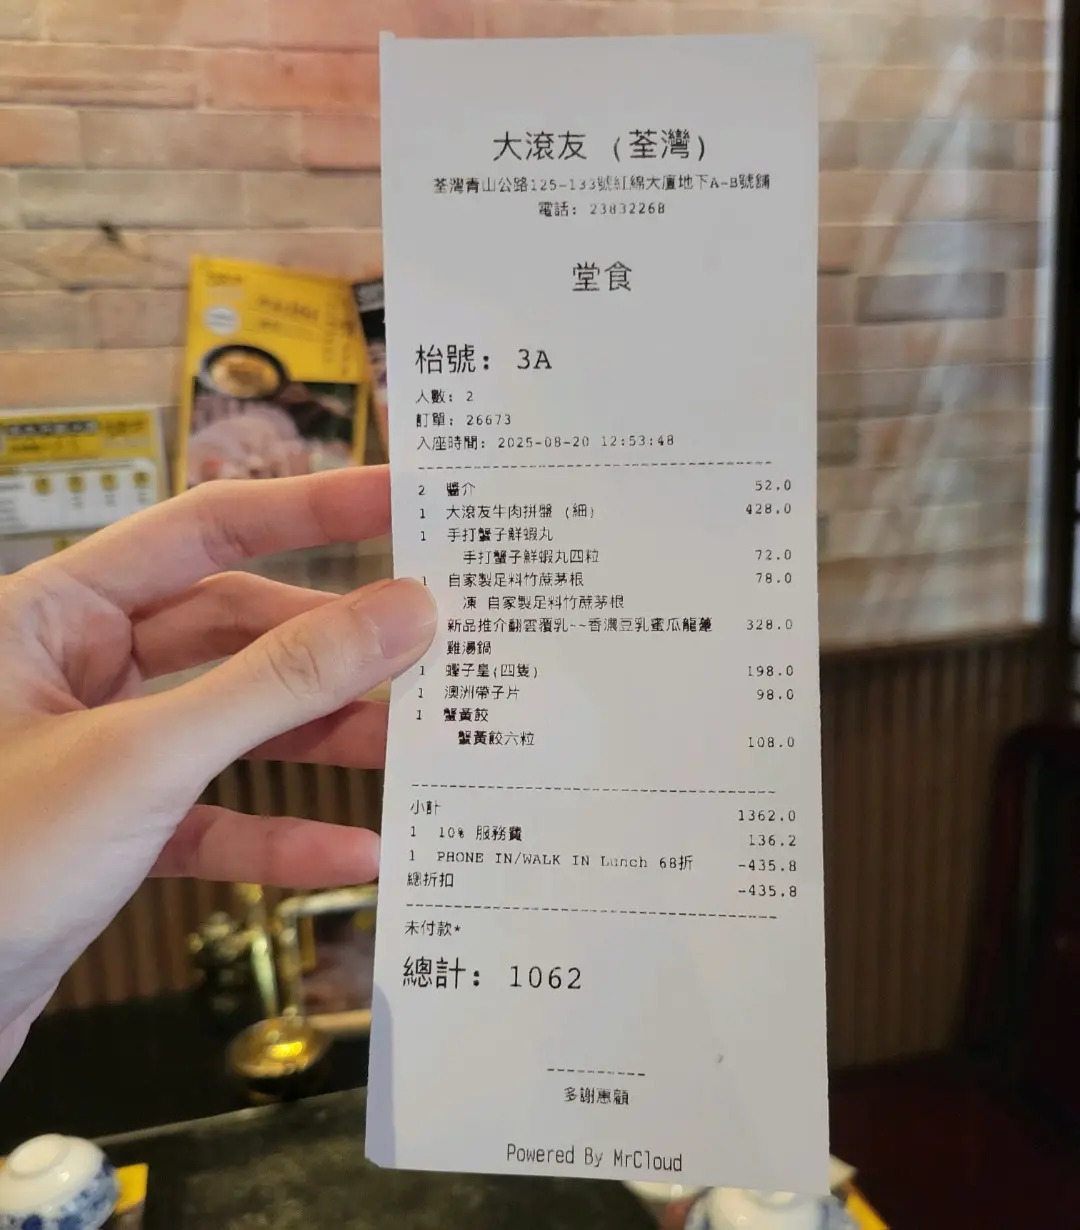 大滾友 (荃灣)
荃灣青山公路125-133號紅綿大廈地下A-B號舖
電話: 23832268
堂食
枱號: 3A
人數: 2
訂單: 26673
入座時間: 2025-08-20 12:53:48
2 醬介 52.0
1 大滾友牛肉拼盤 (細) 428.0
1 手打蟹子鮮蝦丸
手打蟹子鮮蝦丸四粒 72.0
1 自家製足料竹蔗茅根 78.0
凍 自家製足料竹蔗茅根
新品推介翻雲覆乳~~香濃豆乳蜜瓜龍躉 328.0
雞湯鍋
1 蟶子皇(四隻) 198.0
1 澳洲帶子片 98.0
1 蟹黃餃
蟹黃餃六粒 108.0
小計 1362.0
1 10% 服務費 136.2
1 PHONE IN/WALK IN Lunch 68折 -435.8
總折扣 -435.8
未付款*
總計: 1062
多謝惠顧
Powered By MrCloud